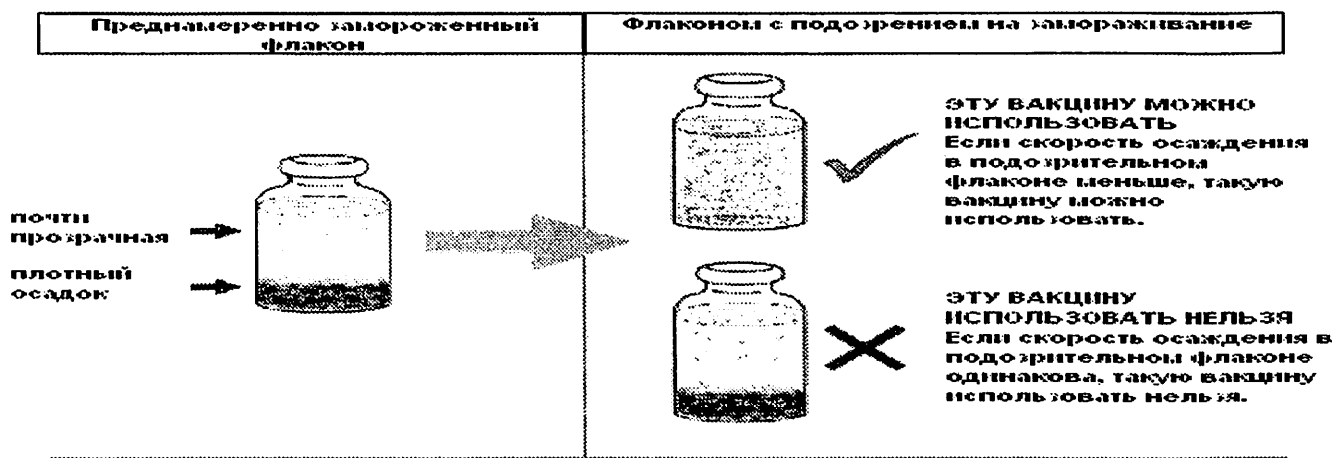 Преднамеренно замороженный
флакон
Флаконом с подозрением на замораживание
почти
прозрачная
плотный
осадок
ЭТУ ВАКЦИНУ МОЖНО
ИСПОЛЬЗОВАТЬ
Если скорость осаждения
в подозрительном
флаконе меньше, такую
вакцину можно
использовать.
ЭТУ ВАКЦИНУ
ИСПОЛЬЗОВАТЬ НЕЛЬЗЯ
Если скорость осаждения в
подозрительном флаконе
одинакова, такую вакцину
использовать нельзя.